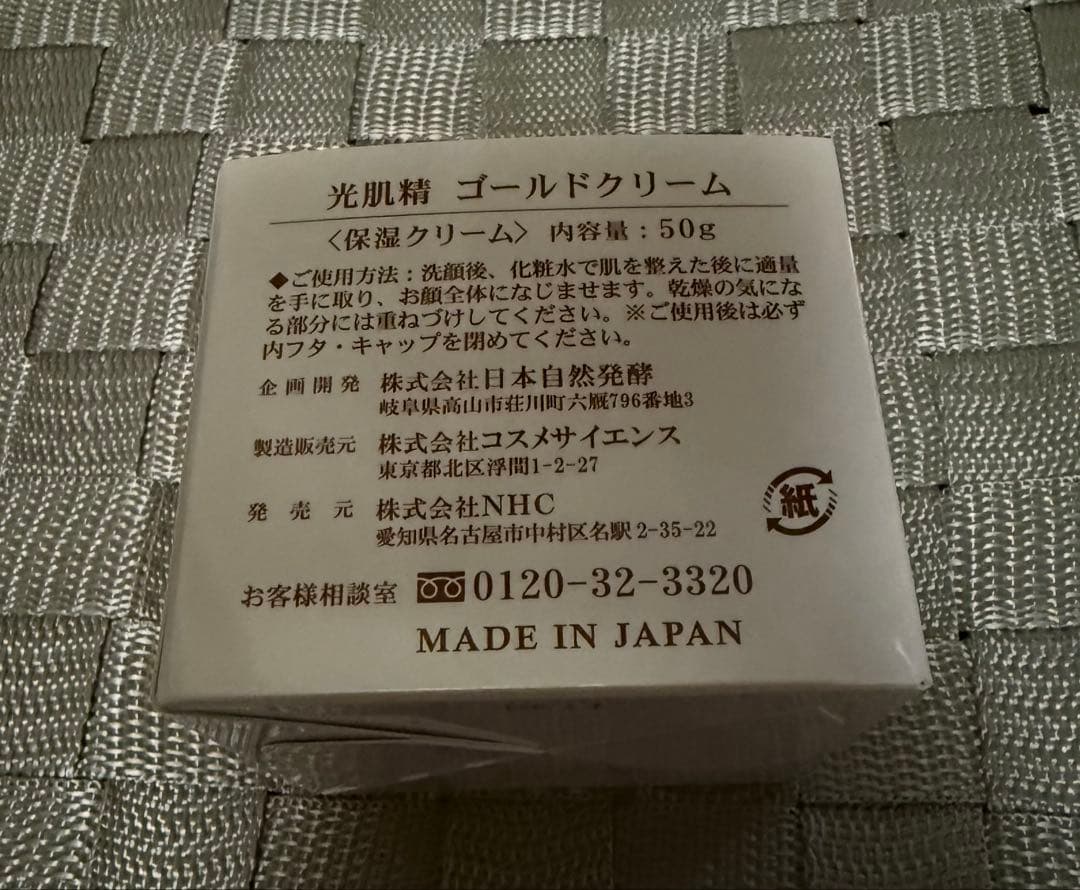 光肌精 ゴールドクリーム
〈保湿クリーム〉 内容量：50g
◆ご使用方法：洗顔後、化粧水で肌を整えた後に適量
を手に取り、お顔全体になじませます。乾燥の気にな
る部分には重ねづけしてください。※ご使用後は必ず
内フタ・キャップを閉めてください。
企画開発 株式会社日本自然発酵
岐阜県高山市荘川町六厩796番地3
製造販売元 株式会社コスメサイエンス
東京都北区浮間1-2-27
発売元 株式会社NHC
愛知県名古屋市中村区名駅2-35-22
紙
お客様相談室 0120-32-3320
MADE IN JAPAN